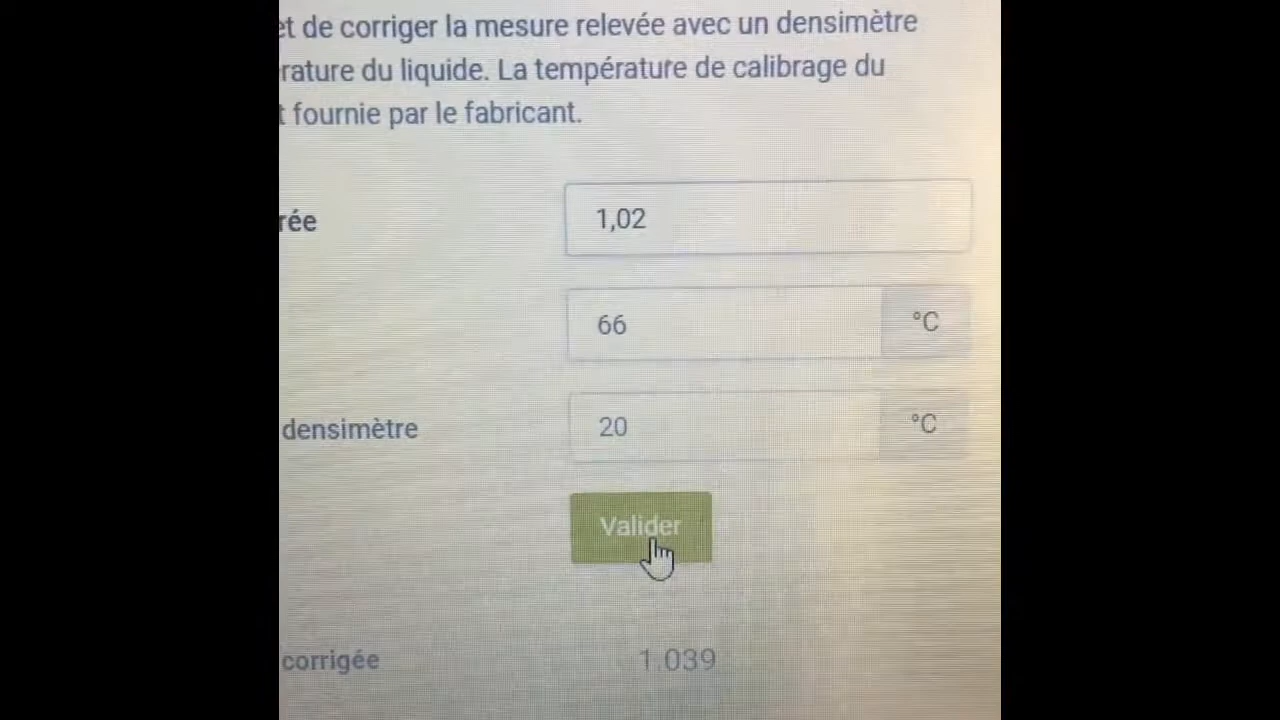 et de corriger la mesure relevée avec un densimètre
rature du liquide. La température de calibrage du
t fournie par le fabricant.
rée
1,02
66 °C
densimètre
20 °C
Valider
corrigée
1.039